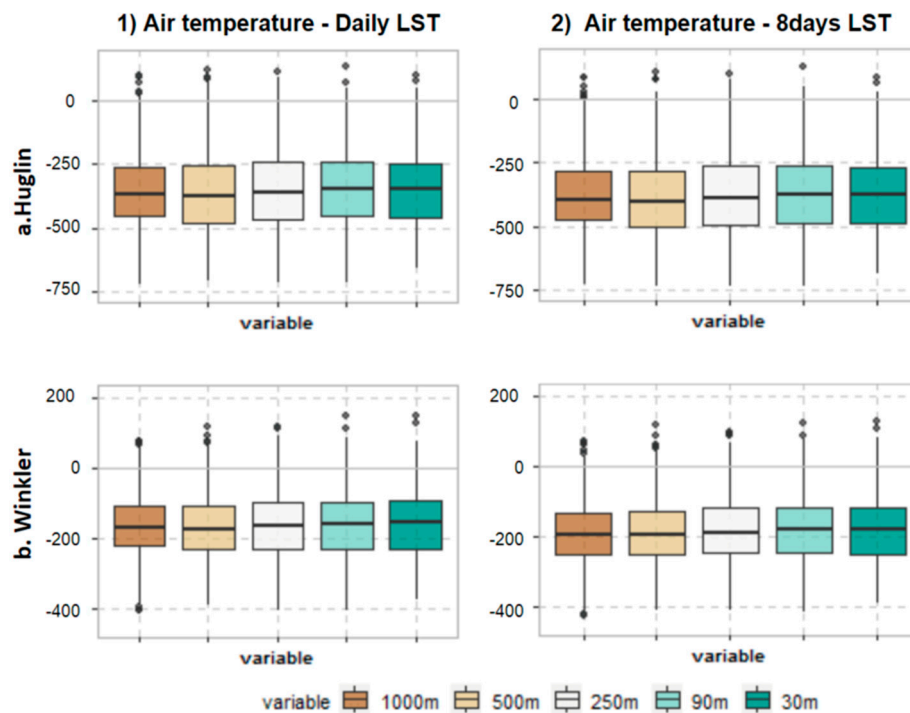 1) Air temperature - Daily LST
2) Air temperature - 8days LST
a.Huglin
0
-250
-500
-750
variable
0
-250
-500
-750
variable
b. Winkler
200
0
-200
-400
variable
200
0
-200
-400
variable
variable 1000m 500m 250m 90m 30m